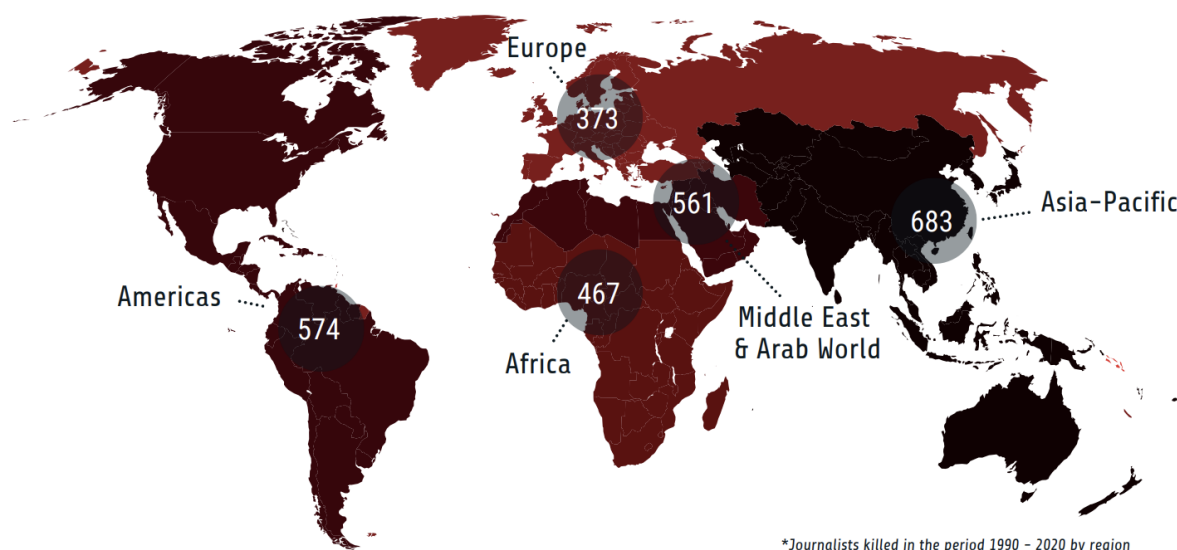 Europe
373
561
Asia-Pacific
683
Americas
467
574
Middle East
& Arab World
Africa
*Journalists killed in the period 1990 - 2020 by region